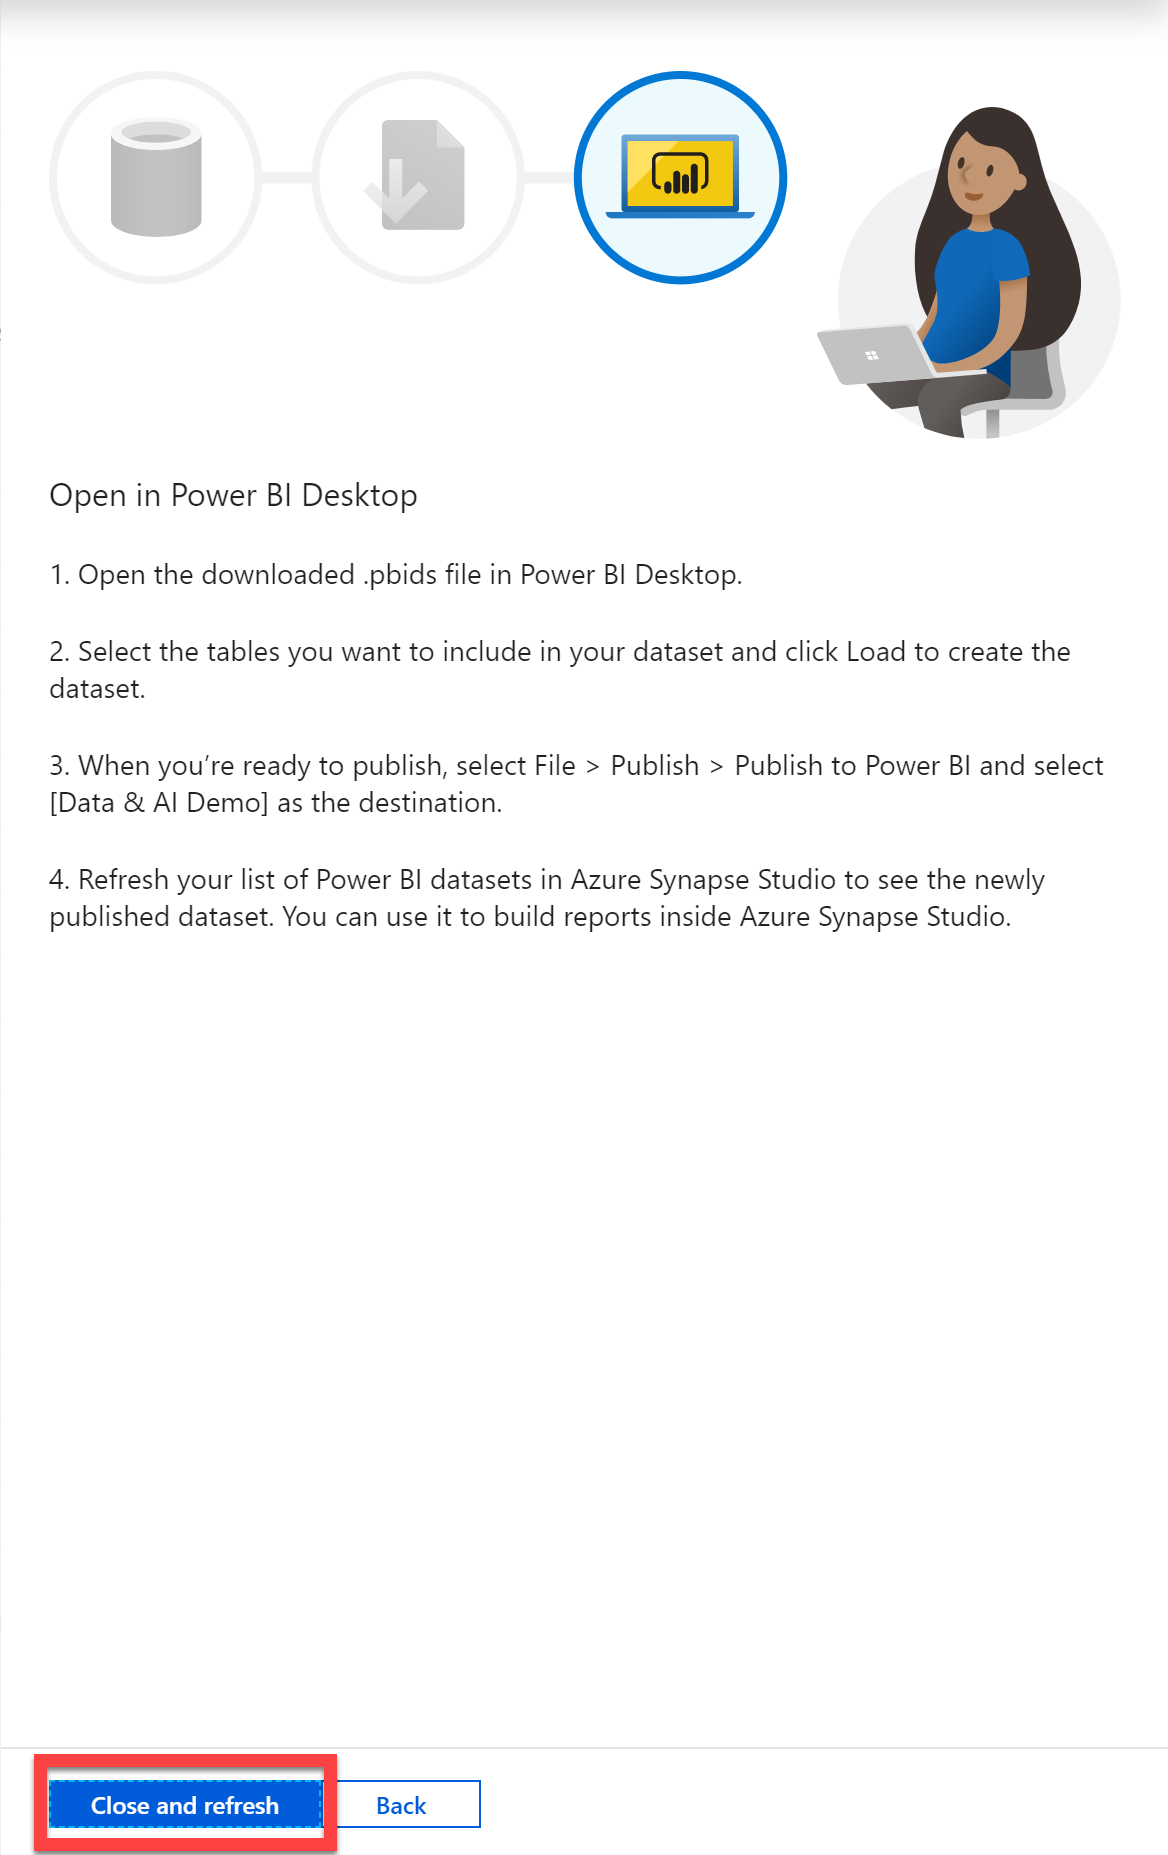 Open in Power BI Desktop
1. Open the downloaded .pbids file in Power BI Desktop.
2. Select the tables you want to include in your dataset and click Load to create the
dataset.
3. When you’re ready to publish, select File > Publish > Publish to Power BI and select
[Data & AI Demo] as the destination.
4. Refresh your list of Power BI datasets in Azure Synapse Studio to see the newly
published dataset. You can use it to build reports inside Azure Synapse Studio.
Close and refresh
Back